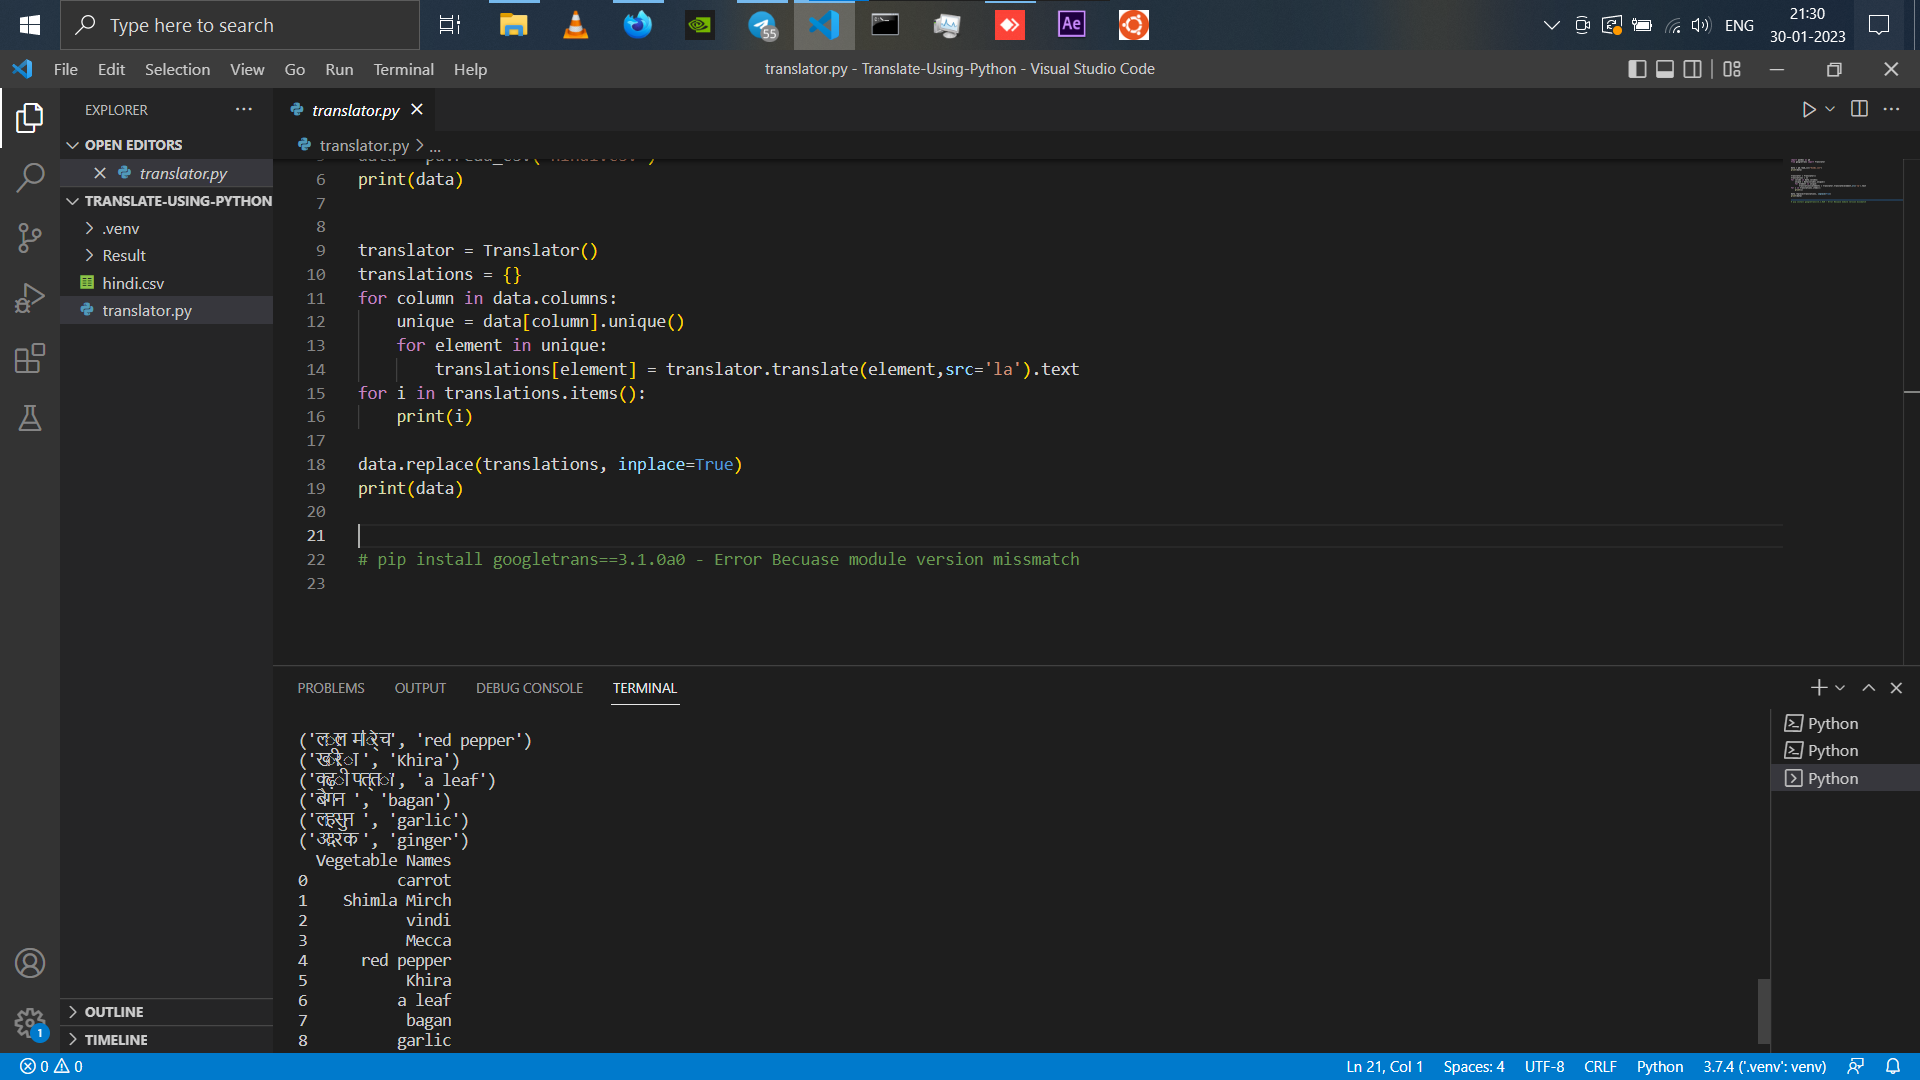 Type here to search
55
ENG
21:30
30-01-2023
File Edit Selection View Go Run Terminal Help
translator.py - Translate-Using-Python - Visual Studio Code
EXPLORER
OPEN EDITORS
translator.py
TRANSLATE-USING-PYTHON
.venv
Result
hindi.csv
translator.py
OUTLINE
TIMELINE
1
translator.py
translator.py > ...
6 print(data)
7
8
9 translator = Translator()
10 translations = {}
11 for column in data.columns:
12 unique = data[column].unique()
13 for element in unique:
14 translations[element] = translator.translate(element,src='la').text
15 for i in translations.items():
16 print(i)
17
18 data.replace(translations, inplace=True)
19 print(data)
20
21
22 # pip install googletrans==3.1.0a0 - Error Becuase module version missmatch
23
PROBLEMS OUTPUT DEBUG CONSOLE TERMINAL
Python
Python
Python
('लाल मिर्च', 'red pepper')
('खीरा ', 'Khira')
('कढ़ी पत्ता', 'a leaf')
('बैगन ', 'bagan')
('लहसुन ', 'garlic')
('अदरक ', 'ginger')
Vegetable Names
0 carrot
1 Shimla Mirch
2 vindi
3 Mecca
4 red pepper
5 Khira
6 a leaf
7 bagan
8 garlic
0 0
Ln 21, Col 1 Spaces: 4 UTF-8 CRLF Python 3.7.4 ('.venv': venv)